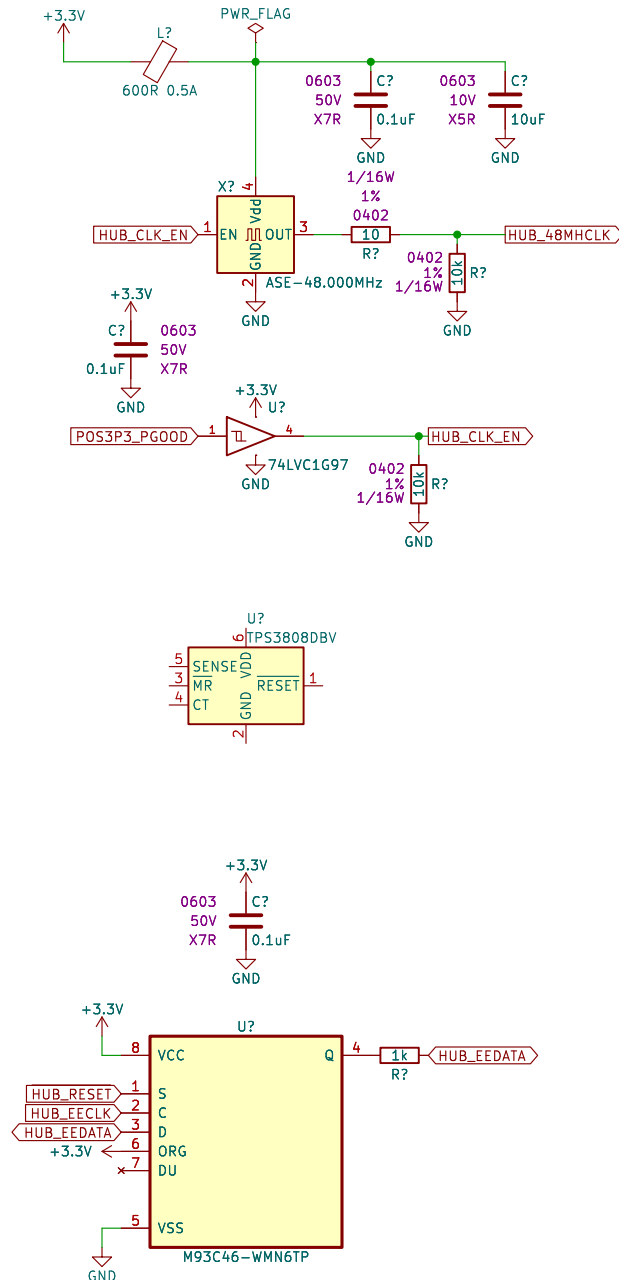 PWR_FLAG
+3.3V
L?
600R 0.5A
0603
50V
X7R
C?
0.1uF
GND
0603
10V
X5R
C?
10uF
GND
X?
4
Vdd
1/16W
1%
0402
HUB_CLK_EN
1
EN
OUT
3
10
R?
HUB_48MHCLK
GND
2
ASE-48.000MHz
GND
0402
1%
1/16W
10k
R?
GND
+3.3V
C?
0.1uF
0603
50V
X7R
GND
+3.3V
U?
POS3P3_PGOOD
1
4
HUB_CLK_EN
74LVC1G97
GND
0402
1%
1/16W
10k
R?
GND
U?
TPS3808DBV
6
VDD
5
SENSE
3
MR
4
CT
RESET
1
GND
2
+3.3V
0603
50V
X7R
C?
0.1uF
GND
+3.3V
U?
8
VCC
Q
4
1k
R?
HUB_EEDATA
HUB_RESET
1
S
HUB_EECLK
2
C
HUB_EEDATA
3
D
+3.3V
6
ORG
7
DU
5
VSS
M93C46-WMN6TP
GND